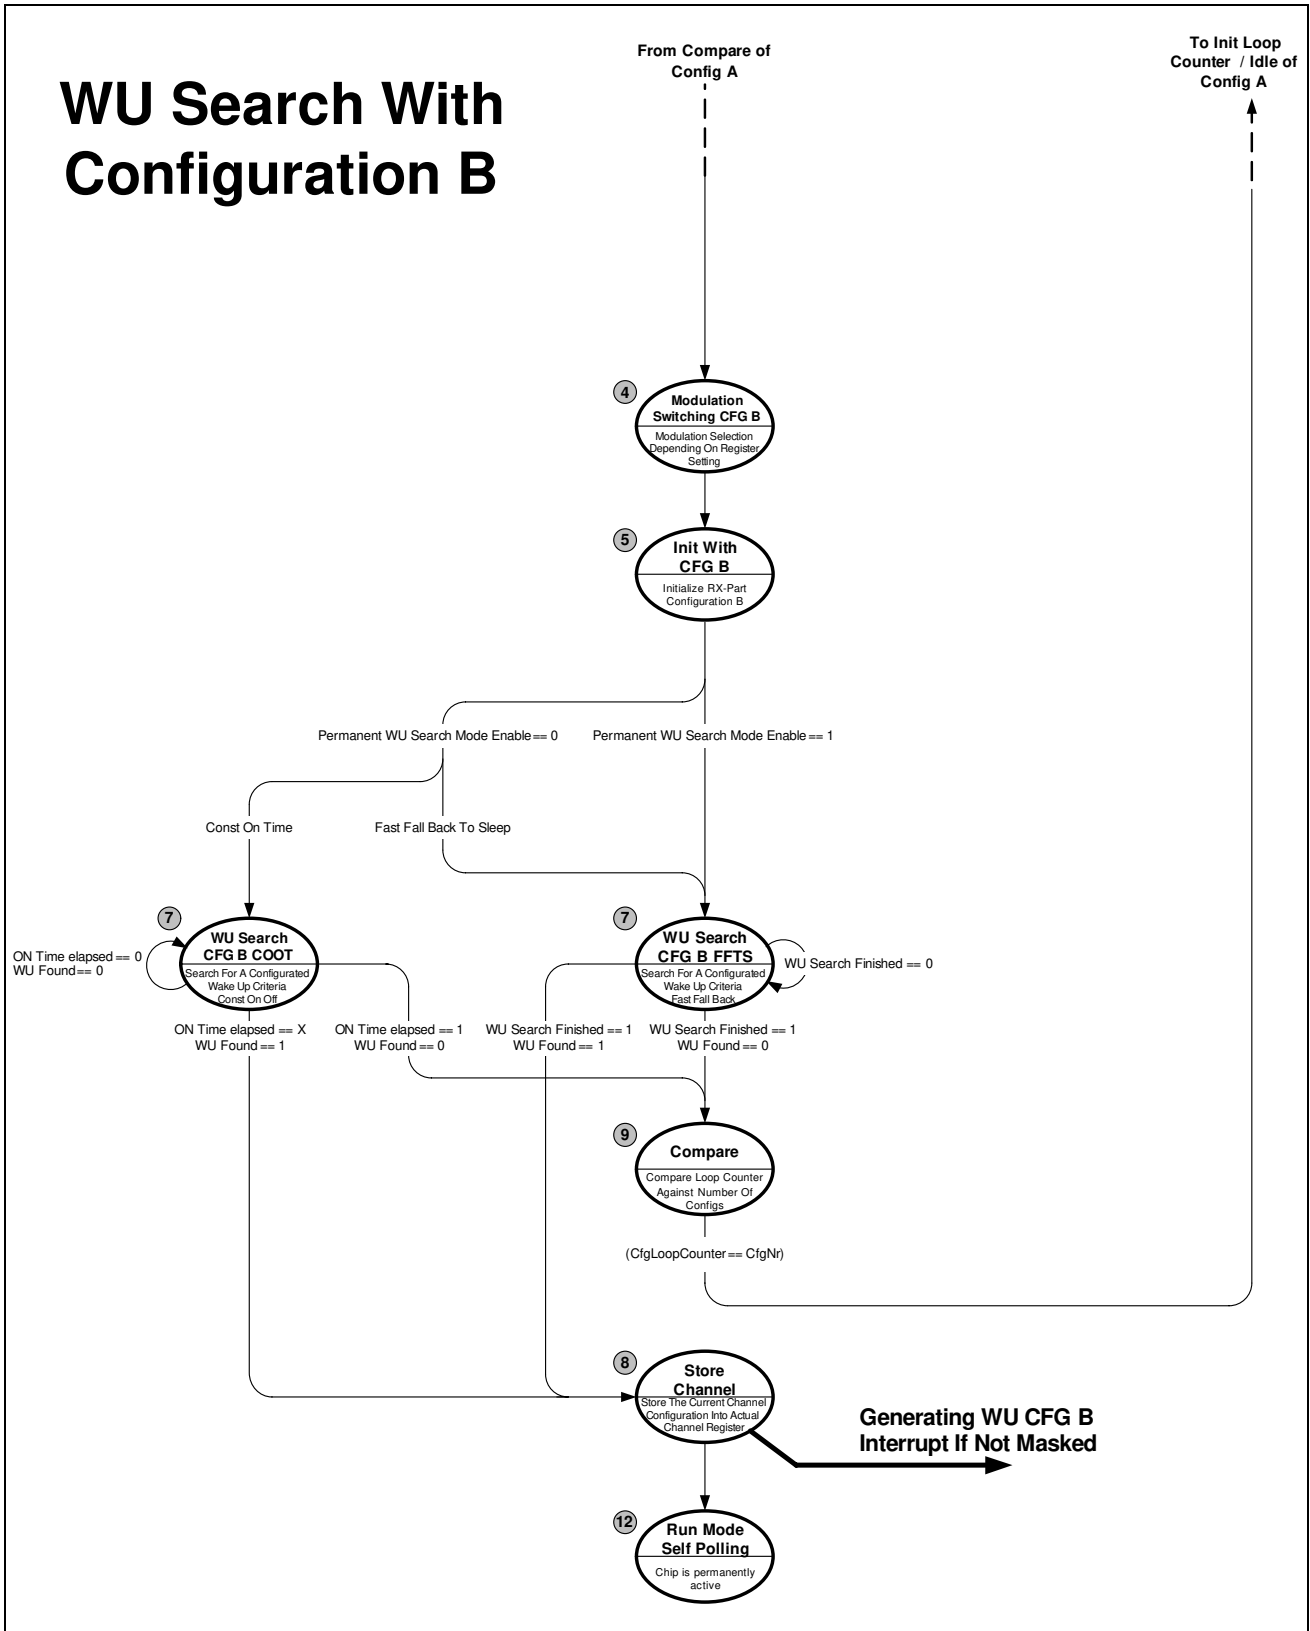 From Compare of
Config A
To Init Loop
Counter / Idle of
Config A
WU Search With
Configuration B
4
Modulation
Switching CFG B
Modulation Selection
Depending On Register
Setting
5
Init With
CFG B
Initialize RX-Part
Configuration B
Permanent WU Search Mode Enable == 0
Permanent WU Search Mode Enable == 1
Const On Time
Fast Fall Back To Sleep
7
WU Search
CFG B COOT
Search For A Configurated
Wake Up Criteria
Const On Off
ON Time elapsed == 0
WU Found == 0
7
WU Search
CFG B FFTS
Search For A Configurated
Wake Up Criteria
Fast Fall Back
WU Search Finished == 0
ON Time elapsed == X
WU Found == 1
ON Time elapsed == 1
WU Found == 0
WU Search Finished == 1
WU Found == 1
WU Search Finished == 1
WU Found == 0
9
Compare
Compare Loop Counter
Against Number Of
Configs
(CfgLoopCounter == CfgNr)
8
Store
Channel
Store The Current Channel
Configuration Into Actual
Channel Register
Generating WU CFG B
Interrupt If Not Masked
12
Run Mode
Self Polling
Chip is permanently
active